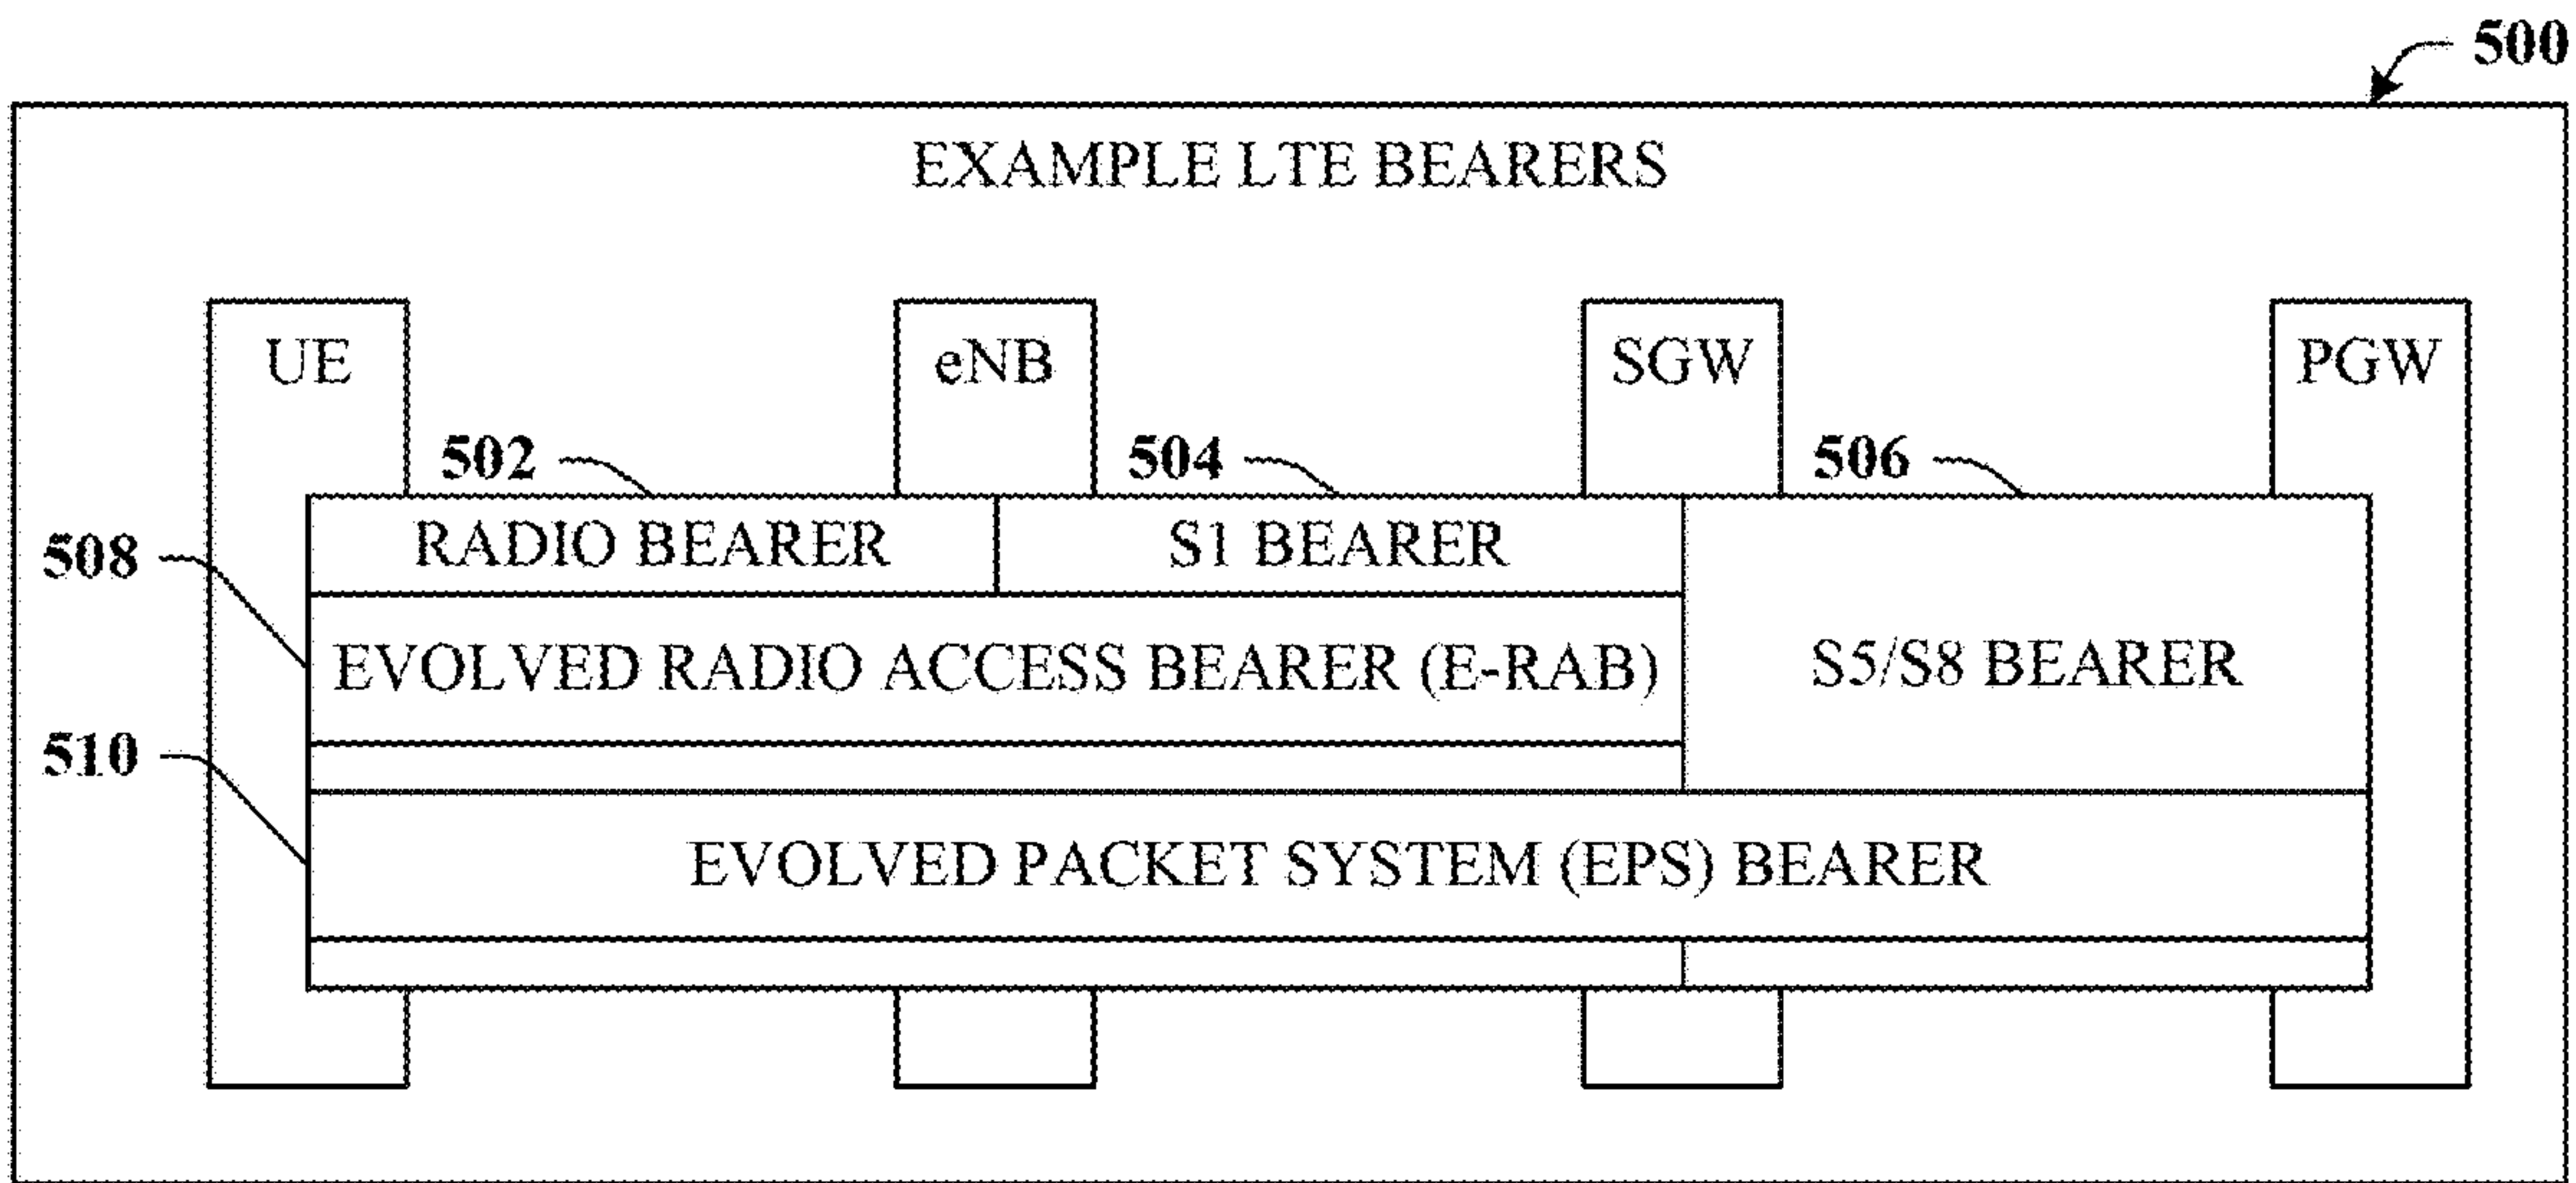 500
EXAMPLE LTE BEARERS
UE
eNB
SGW
PGW
502
504
506
RADIO BEARER
S1 BEARER
508
EVOLVED RADIO ACCESS BEARER (E-RAB)
S5/S8 BEARER
510
EVOLVED PACKET SYSTEM (EPS) BEARER